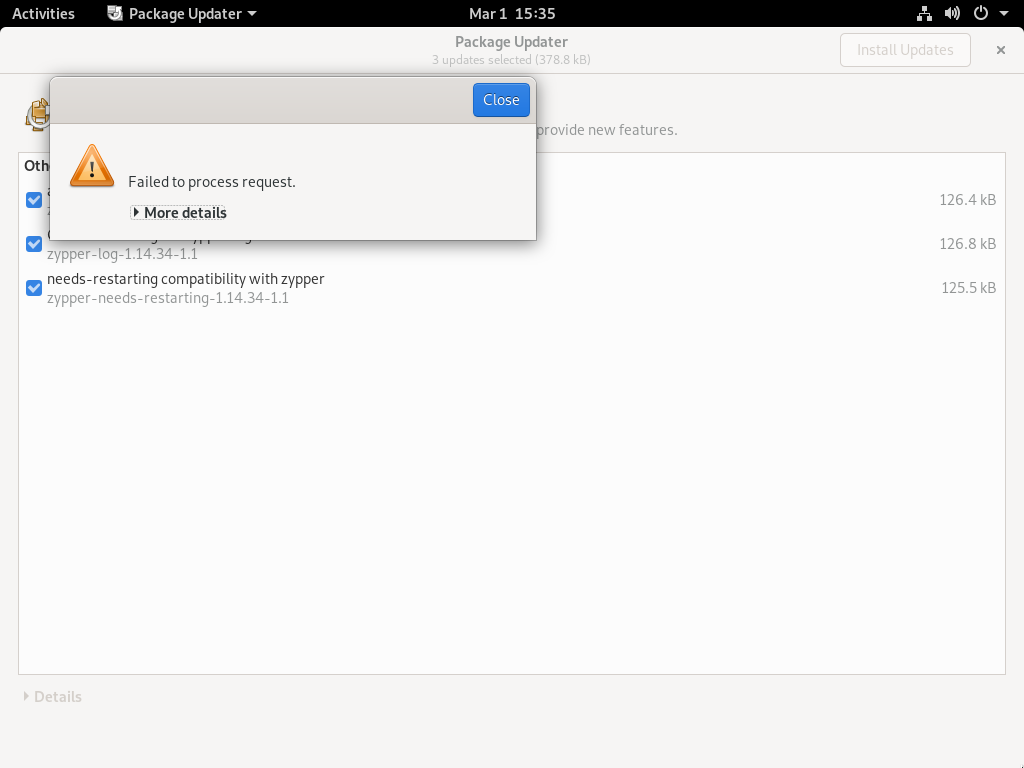 Activities
Package Updater
Mar 1 15:35
Package Updater
3 updates selected (378.8 kB)
Install Updates
Close
provide new features.
Failed to process request.
More details
126.4 kB
zypper-log-1.14.34-1.1
126.8 kB
needs-restarting compatibility with zypper
zypper-needs-restarting-1.14.34-1.1
125.5 kB
Details